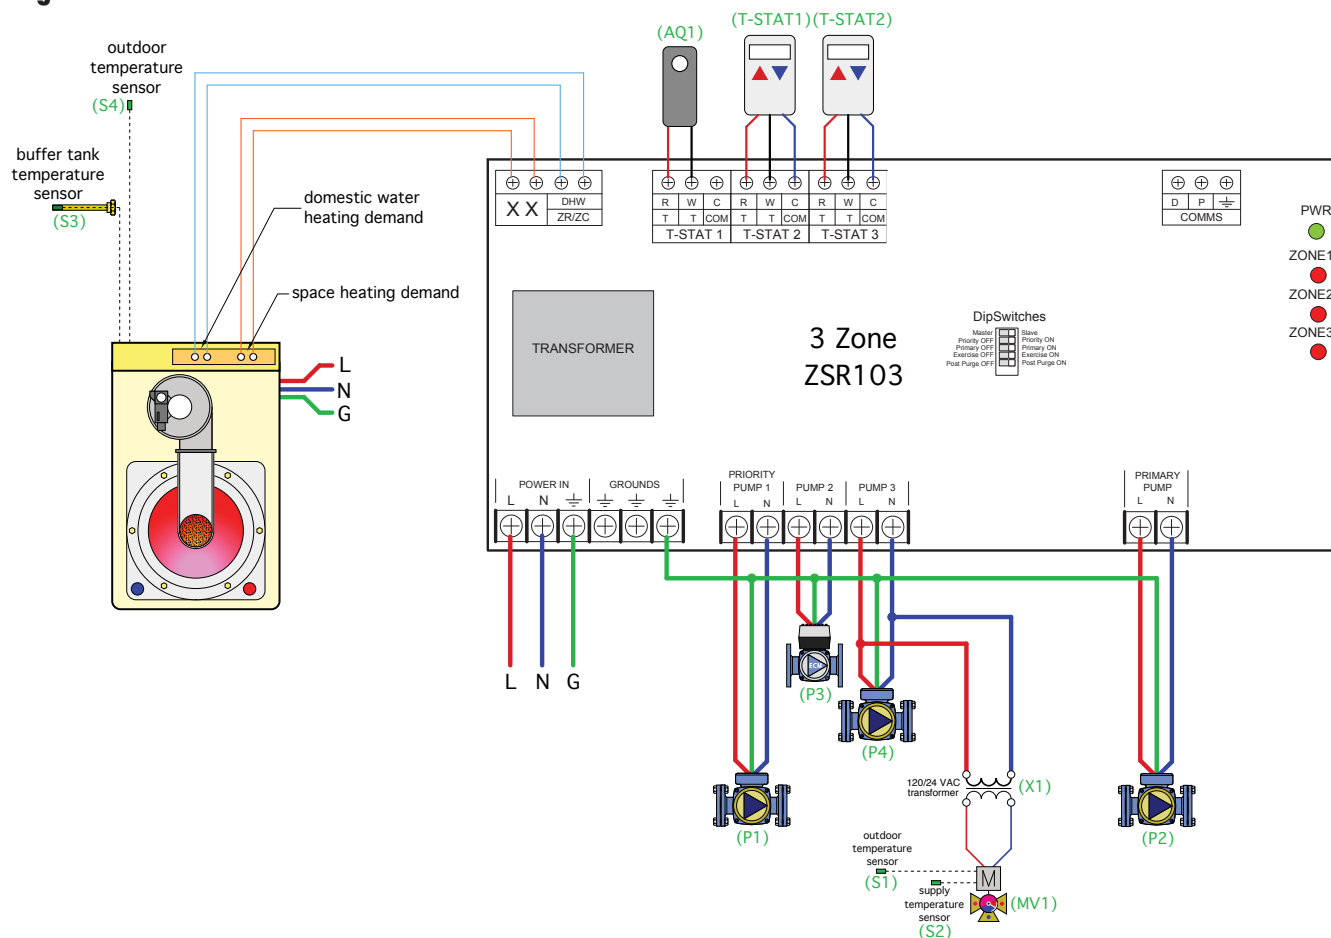 (T-STAT1) (T-STAT2)
(AQ1)
outdoor
temperature
sensor
(S4)
buffer tank
temperature
sensor
(S3)
domestic water
heating demand
space heating demand
L
N
G
X X
DHW
ZR/ZC
R W C R W C R W C
T T COM T T COM T T COM
T-STAT 1 T-STAT 2 T-STAT 3
D P
COMMS
PWR
ZONE1
ZONE2
ZONE3
TRANSFORMER
3 Zone
ZSR103
DipSwitches
Master Slave
Priority OFF Priority ON
Primary OFF Primary ON
Exercise OFF Exercise ON
Post Purge OFF Post Purge ON
POWER IN
L N
GROUNDS
PRIORITY
PUMP 1 PUMP 2 PUMP 3
L N L N L N
PRIMARY
PUMP
L N
L N G
ECM
(P3)
(P4)
(P1)
(P2)
120/24 VAC
transformer
(X1)
outdoor
temperature
sensor
(S1)
supply
temperature
sensor
(S2)
M
(MV1)